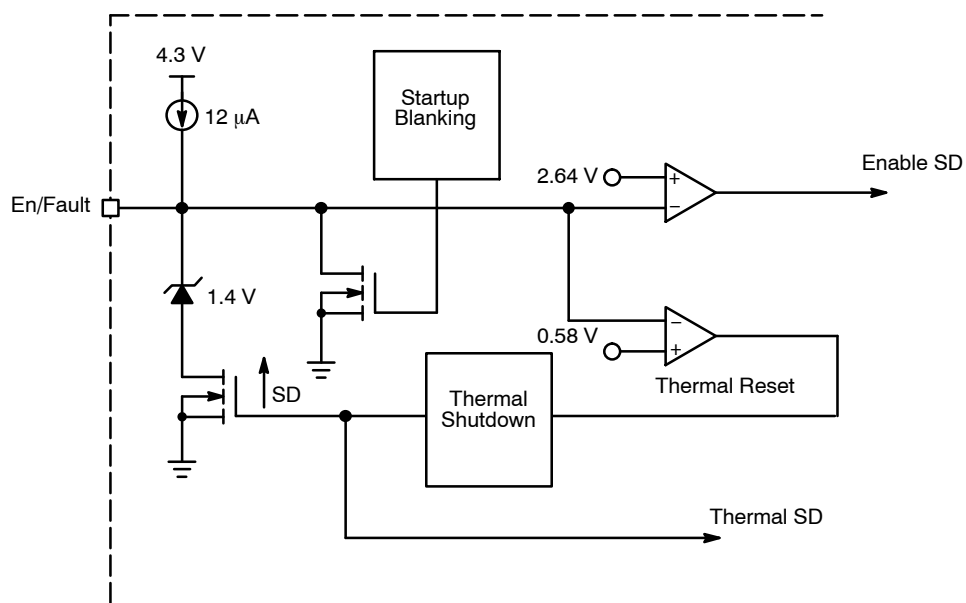 4.3 V
12 μA
Startup
Blanking
En/Fault
2.64 V
+
−
Enable SD
1.4 V
SD
0.58 V
−
+
Thermal Reset
Thermal
Shutdown
Thermal SD